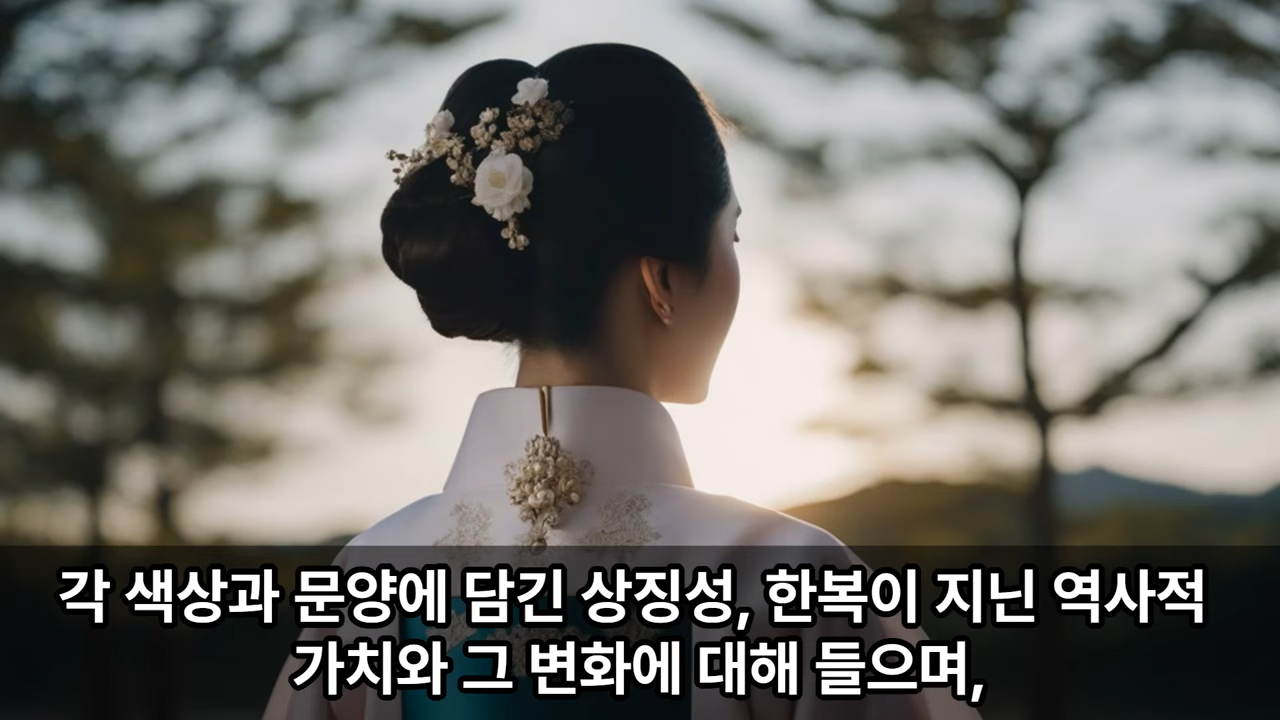 각 색상과 문양에 담긴 상징성, 한복이 지닌 역사적
가치와 그 변화에 대해 들으며,